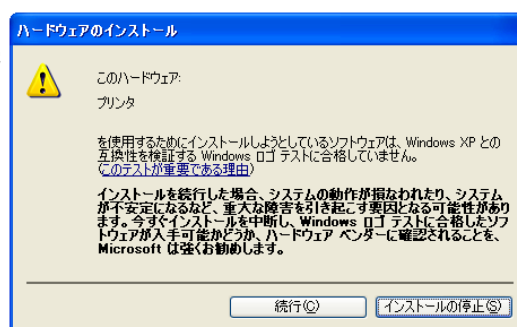 ハードウェアのインストール
このハードウェア:
プリンタ
を使用するためにインストールしようとしているソフトウェアは、Windows XP との
互換性を検証する Windows ロゴ テストに合格していません。
(このテストが重要である理由)
インストールを続行した場合、システムの動作が損なわれたり、システム
が不安定になるなど、重大な障害を引き起こす要因となる可能性があり
ます。今すぐインストールを中断し、Windows ロゴ テストに合格したソフ
トウェアが入手可能かどうか、ハードウェア ベンダーに確認されることを、
Microsoft は強くお勧めします。
続行(C)
インストールの停止(S)